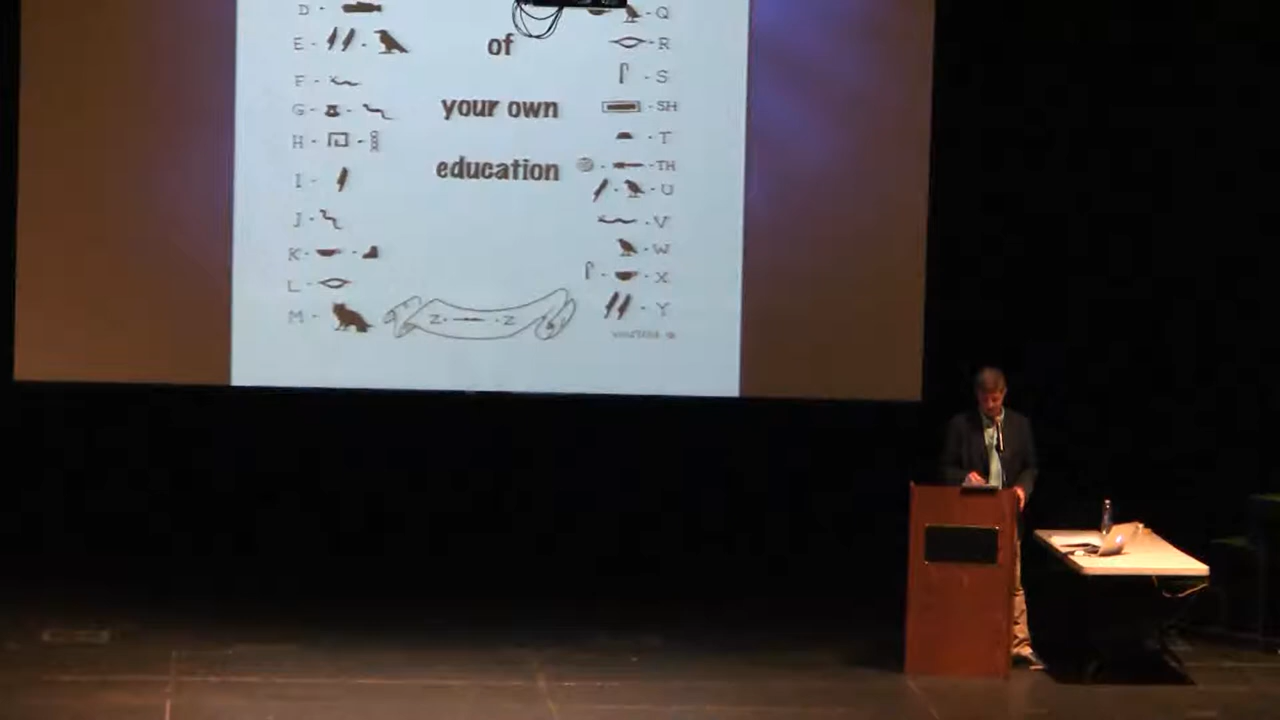 D -
E - -
F -
G - -
H - -
I -
J -
K - -
L -
M -
of
your own
education
- Q
- R
- S
- SH
- T
- - TH
- - U
- V
- W
- - X
- Y
Z - - Z